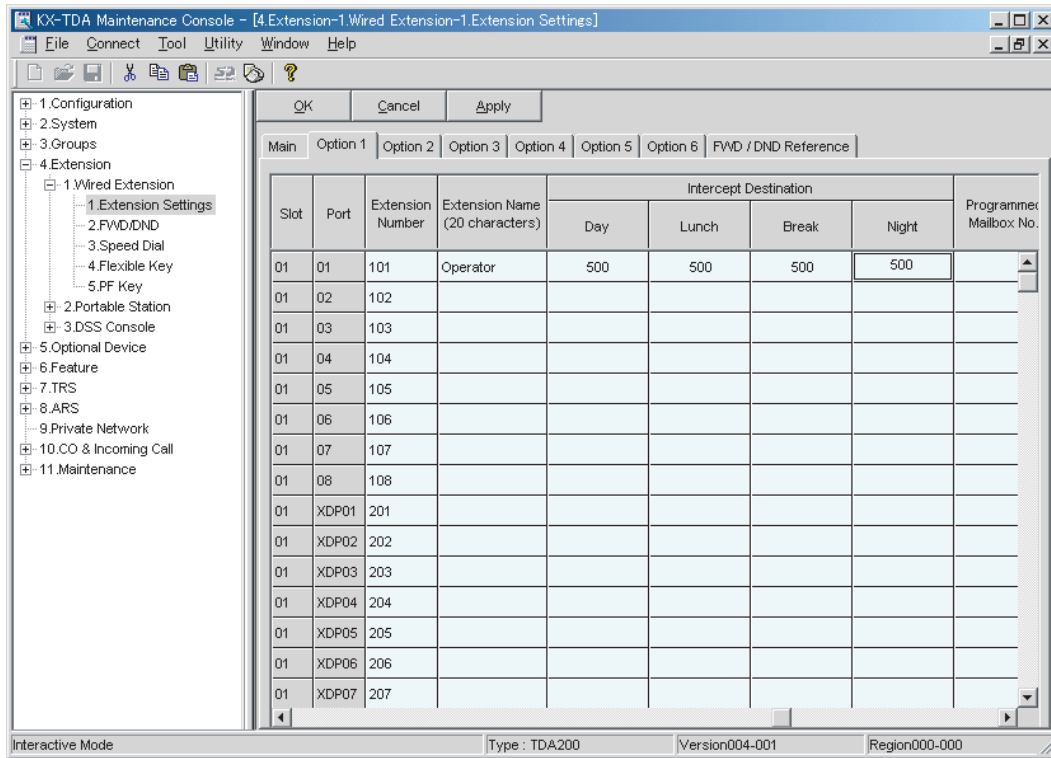 KX-TDA Maintenance Console - [4.Extension-1.Wired Extension-1.Extension Settings]
File Connect Tool Utility Window Help
1.Configuration
2.System
3.Groups
4.Extension
1.Wired Extension
1.Extension Settings
2.FWD/DND
3.Speed Dial
4.Flexible Key
5.PF Key
2.Portable Station
3.DSS Console
5.Optional Device
6.Feature
7.TRS
8.ARS
9.Private Network
10.CO & Incoming Call
11.Maintenance
OK Cancel Apply
Main Option 1 Option 2 Option 3 Option 4 Option 5 Option 6 FWD / DND Reference
Slot Port Extension Number Extension Name (20 characters) Intercept Destination Day Lunch Break Night Programmed Mailbox No.
01 01 101 Operator 500 500 500 500
01 02 102
01 03 103
01 04 104
01 05 105
01 06 106
01 07 107
01 08 108
01 XDP01 201
01 XDP02 202
01 XDP03 203
01 XDP04 204
01 XDP05 205
01 XDP06 206
01 XDP07 207
Interactive Mode Type : TDA200 Version004-001 Region000-000